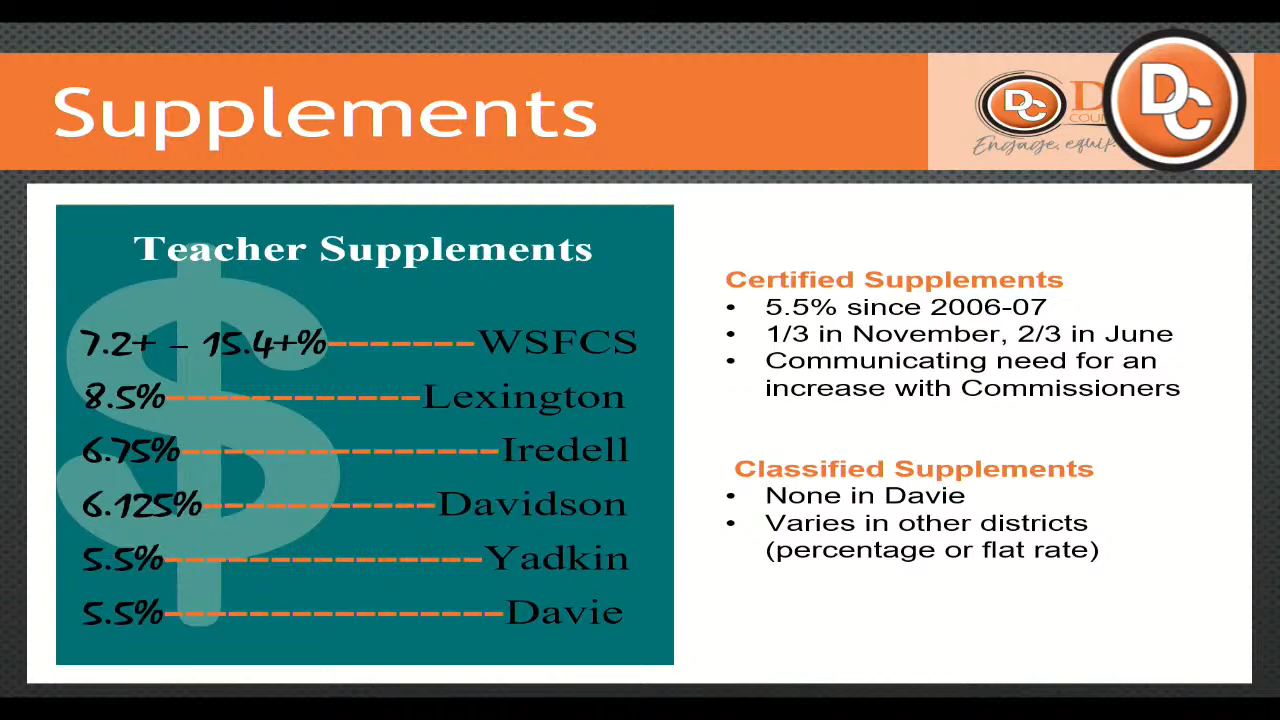 Supplements
DC
D
COU
Engage, equip,
DC
Teacher Supplements
7.2+ – 15.4+% WSFCS
8.5% Lexington
6.75% Iredell
6.125% Davidson
5.5% Yadkin
5.5% Davie
Certified Supplements
• 5.5% since 2006-07
• 1/3 in November, 2/3 in June
• Communicating need for an
increase with Commissioners
Classified Supplements
• None in Davie
• Varies in other districts
(percentage or flat rate)